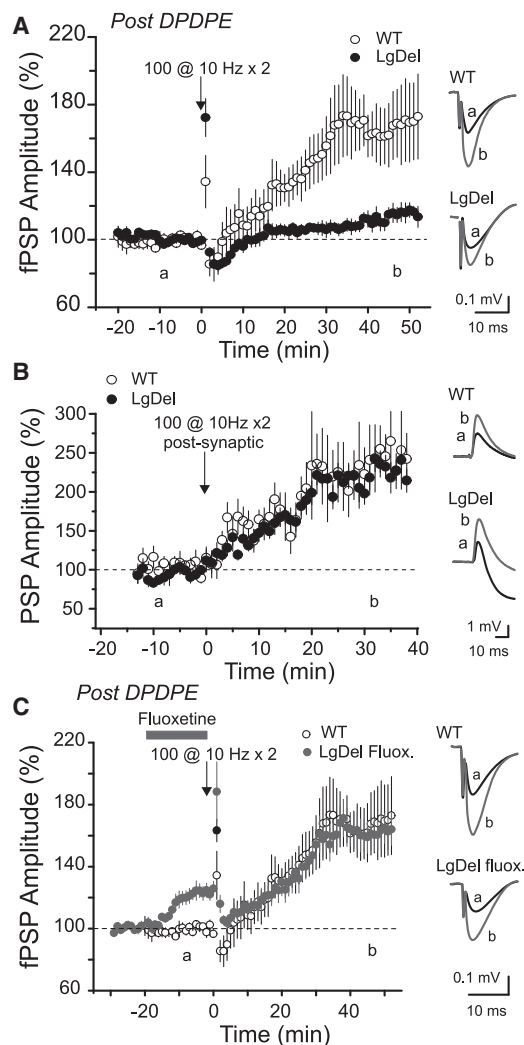 A
Post DPDPE
WT
LgDel
100 @ 10 Hz x 2
fPSP Amplitude (%)
220
180
140
100
60
a
b
-20
-10
0
10
20
30
40
50
Time (min)
WT
a
b
LgDel
a
b
0.1 mV
10 ms
B
WT
LgDel
100 @ 10Hz x2
post-synaptic
PSP Amplitude (%)
300
250
200
150
100
50
a
b
-20
-10
0
10
20
30
40
Time (min)
WT
b
a
LgDel
b
a
1 mV
10 ms
Post DPDPE
C
Fluoxetine
WT
LgDel Fluox.
100 @ 10 Hz x 2
fPSP Amplitude (%)
220
180
140
100
60
a
b
-20
0
20
40
Time (min)
WT
a
b
LgDel fluox.
a
b
0.1 mV
10 ms